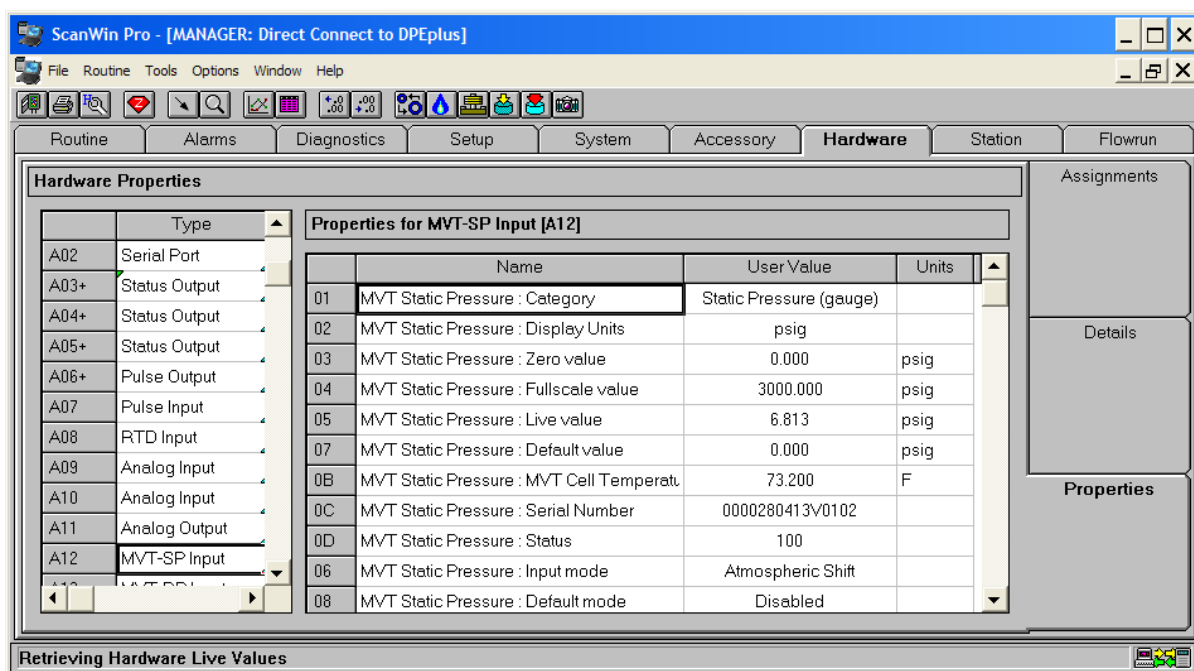 ScanWin Pro - [MANAGER: Direct Connect to DPEplus]
File Routine Tools Options Window Help
Routine Alarms Diagnostics Setup System Accessory Hardware Station Flowrun
Hardware Properties
Assignments
Details
Properties
Type
A02 Serial Port
A03+ Status Output
A04+ Status Output
A05+ Status Output
A06+ Pulse Output
A07 Pulse Input
A08 RTD Input
A09 Analog Input
A10 Analog Input
A11 Analog Output
A12 MVT-SP Input
Properties for MVT-SP Input [A12]
Name User Value Units
01 MVT Static Pressure : Category Static Pressure (gauge)
02 MVT Static Pressure : Display Units psig
03 MVT Static Pressure : Zero value 0.000 psig
04 MVT Static Pressure : Fullscale value 3000.000 psig
05 MVT Static Pressure : Live value 6.813 psig
07 MVT Static Pressure : Default value 0.000 psig
0B MVT Static Pressure : MVT Cell Temperatu 73.200 F
0C MVT Static Pressure : Serial Number 0000280413V0102
0D MVT Static Pressure : Status 100
06 MVT Static Pressure : Input mode Atmospheric Shift
08 MVT Static Pressure : Default mode Disabled
Retrieving Hardware Live Values